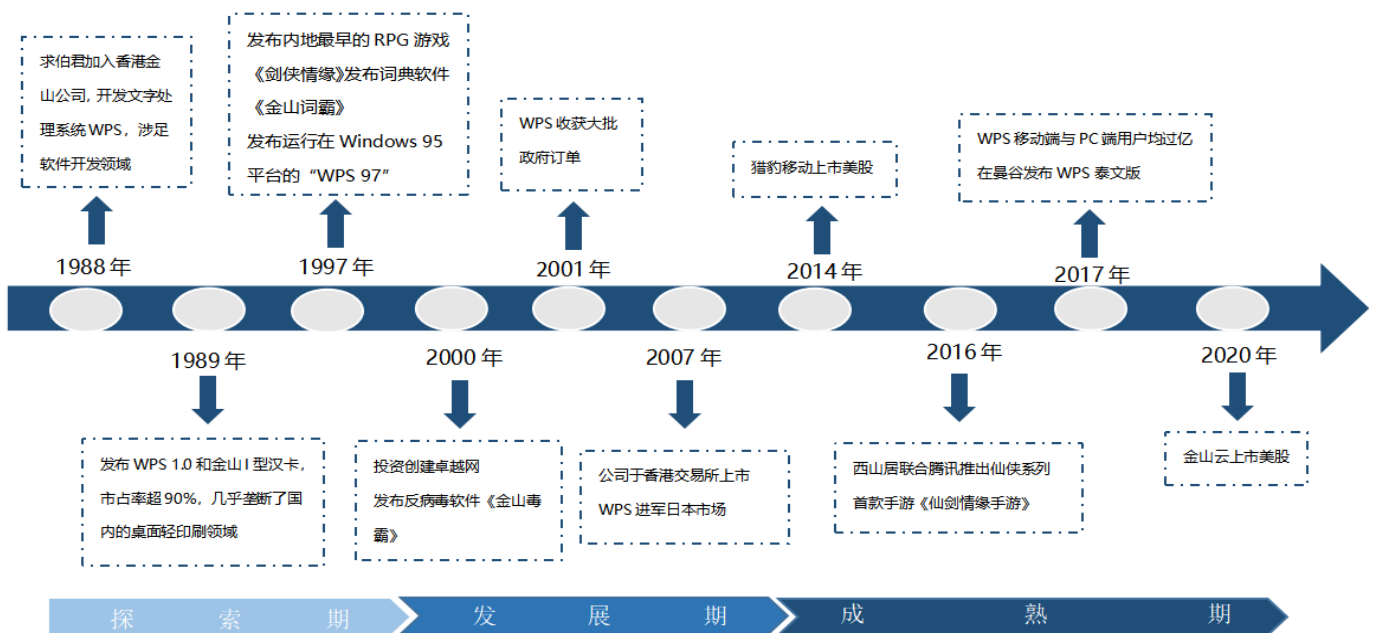 求伯君加入香港金
山公司,开发文字处
理系统 WPS,涉足
软件开发领域
1988 年
发布内地最早的 RPG 游戏
《剑侠情缘》发布词典软件
《金山词霸》
发布运行在 Windows 95
平台的“WPS 97”
1997 年
WPS 收获大批
政府订单
2001 年
猎豹移动上市美股
2014 年
WPS 移动端与 PC 端用户均过亿
在曼谷发布 WPS 泰文版
2017 年
1989 年
发布 WPS 1.0 和金山 I 型汉卡,
市占率超 90%,几乎垄断了国
内的桌面轻印刷领域
2000 年
投资创建卓越网
发布反病毒软件《金山毒
霸》
2007 年
公司于香港交易所上市
WPS 进军日本市场
2016 年
西山居联合腾讯推出仙侠系列
首款手游《仙剑情缘手游》
2020 年
金山云上市美股
探 索 期
发 展 期
成 熟 期